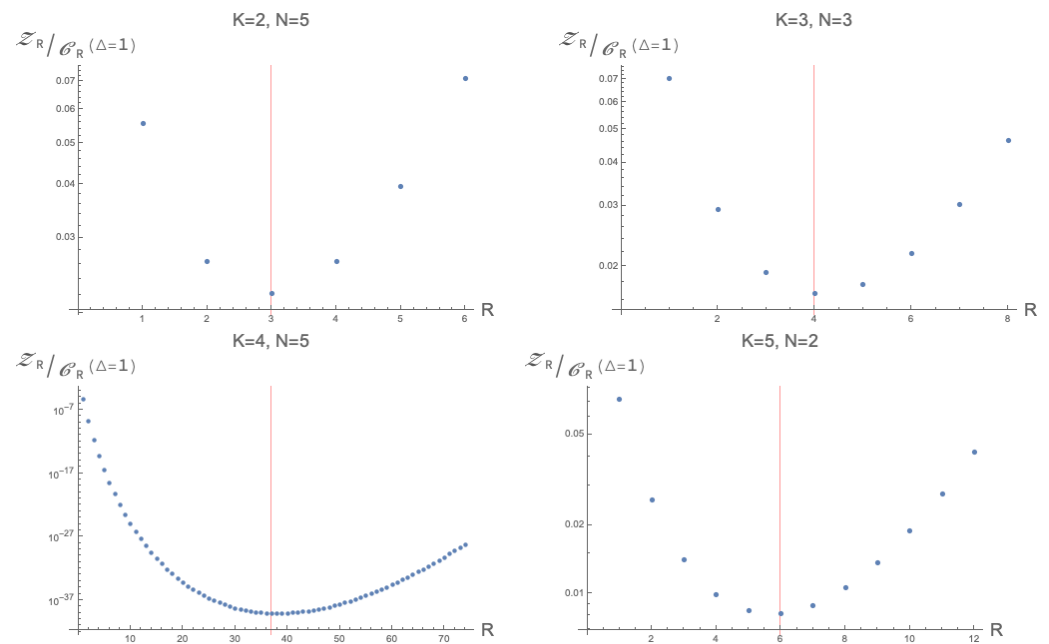 K=2, N=5
𝒵R/𝒞R(Δ=1)
0.07
0.06
0.05
0.04
0.03
1 2 3 4 5 6 R
K=3, N=3
𝒵R/𝒞R(Δ=1)
0.07
0.06
0.05
0.04
0.03
0.02
2 4 6 8 R
K=4, N=5
𝒵R/𝒞R(Δ=1)
10^-7
10^-17
10^-27
10^-37
10 20 30 40 50 60 70 R
K=5, N=2
𝒵R/𝒞R(Δ=1)
0.05
0.02
0.01
2 4 6 8 10 12 R